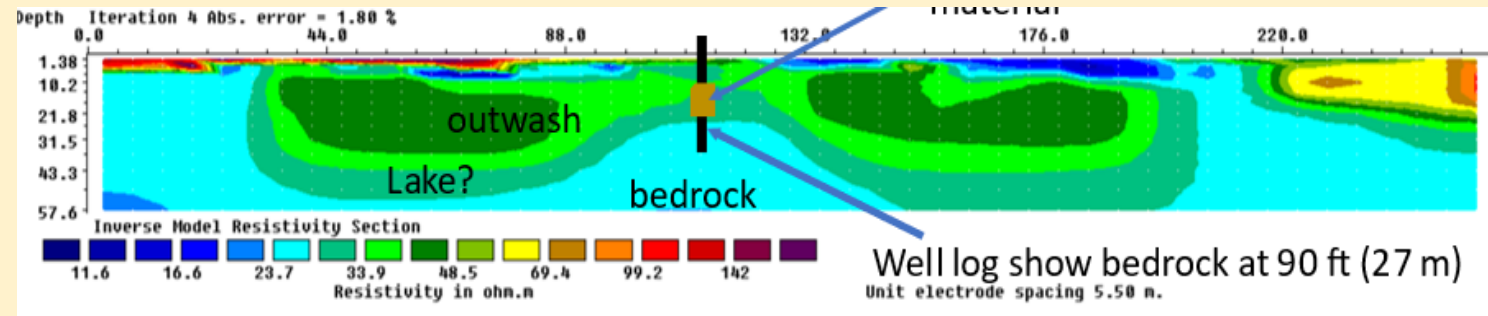 Depth Iteration 4 Abs. error = 1.80 %
0.0 44.0 88.0 132.0 176.0 220.0
material
1.38
10.2
21.8
31.5
43.3
57.6
outwash
Lake?
bedrock
Inverse Model Resistivity Section
11.6 16.6 23.7 33.9 48.5 69.4 99.2 142
Resistivity in ohm.m
Well log show bedrock at 90 ft (27 m)
Unit electrode spacing 5.50 m.